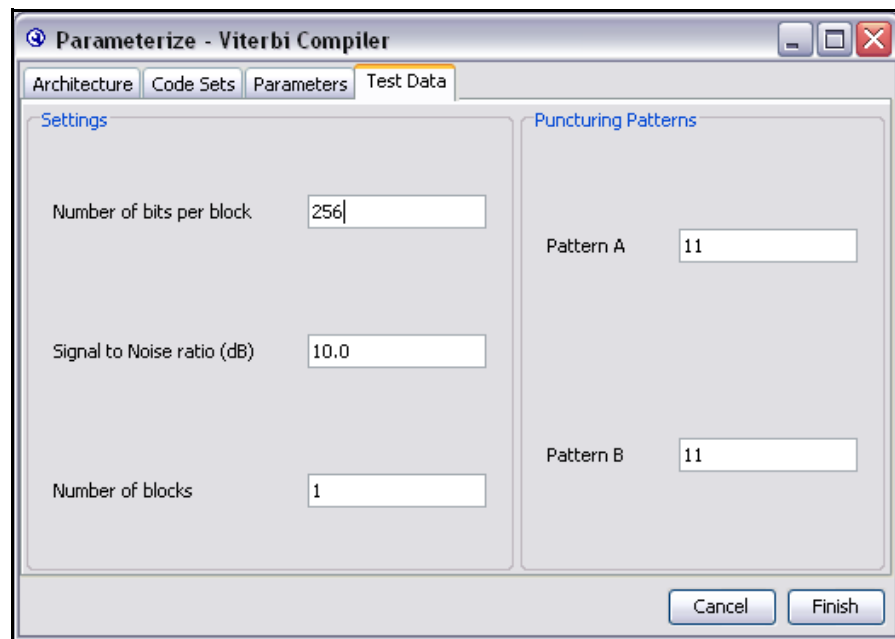 Parameterize - Viterbi Compiler
Architecture Code Sets Parameters Test Data
Settings
Number of bits per block 256
Signal to Noise ratio (dB) 10.0
Number of blocks 1
Puncturing Patterns
Pattern A 11
Pattern B 11
Cancel Finish